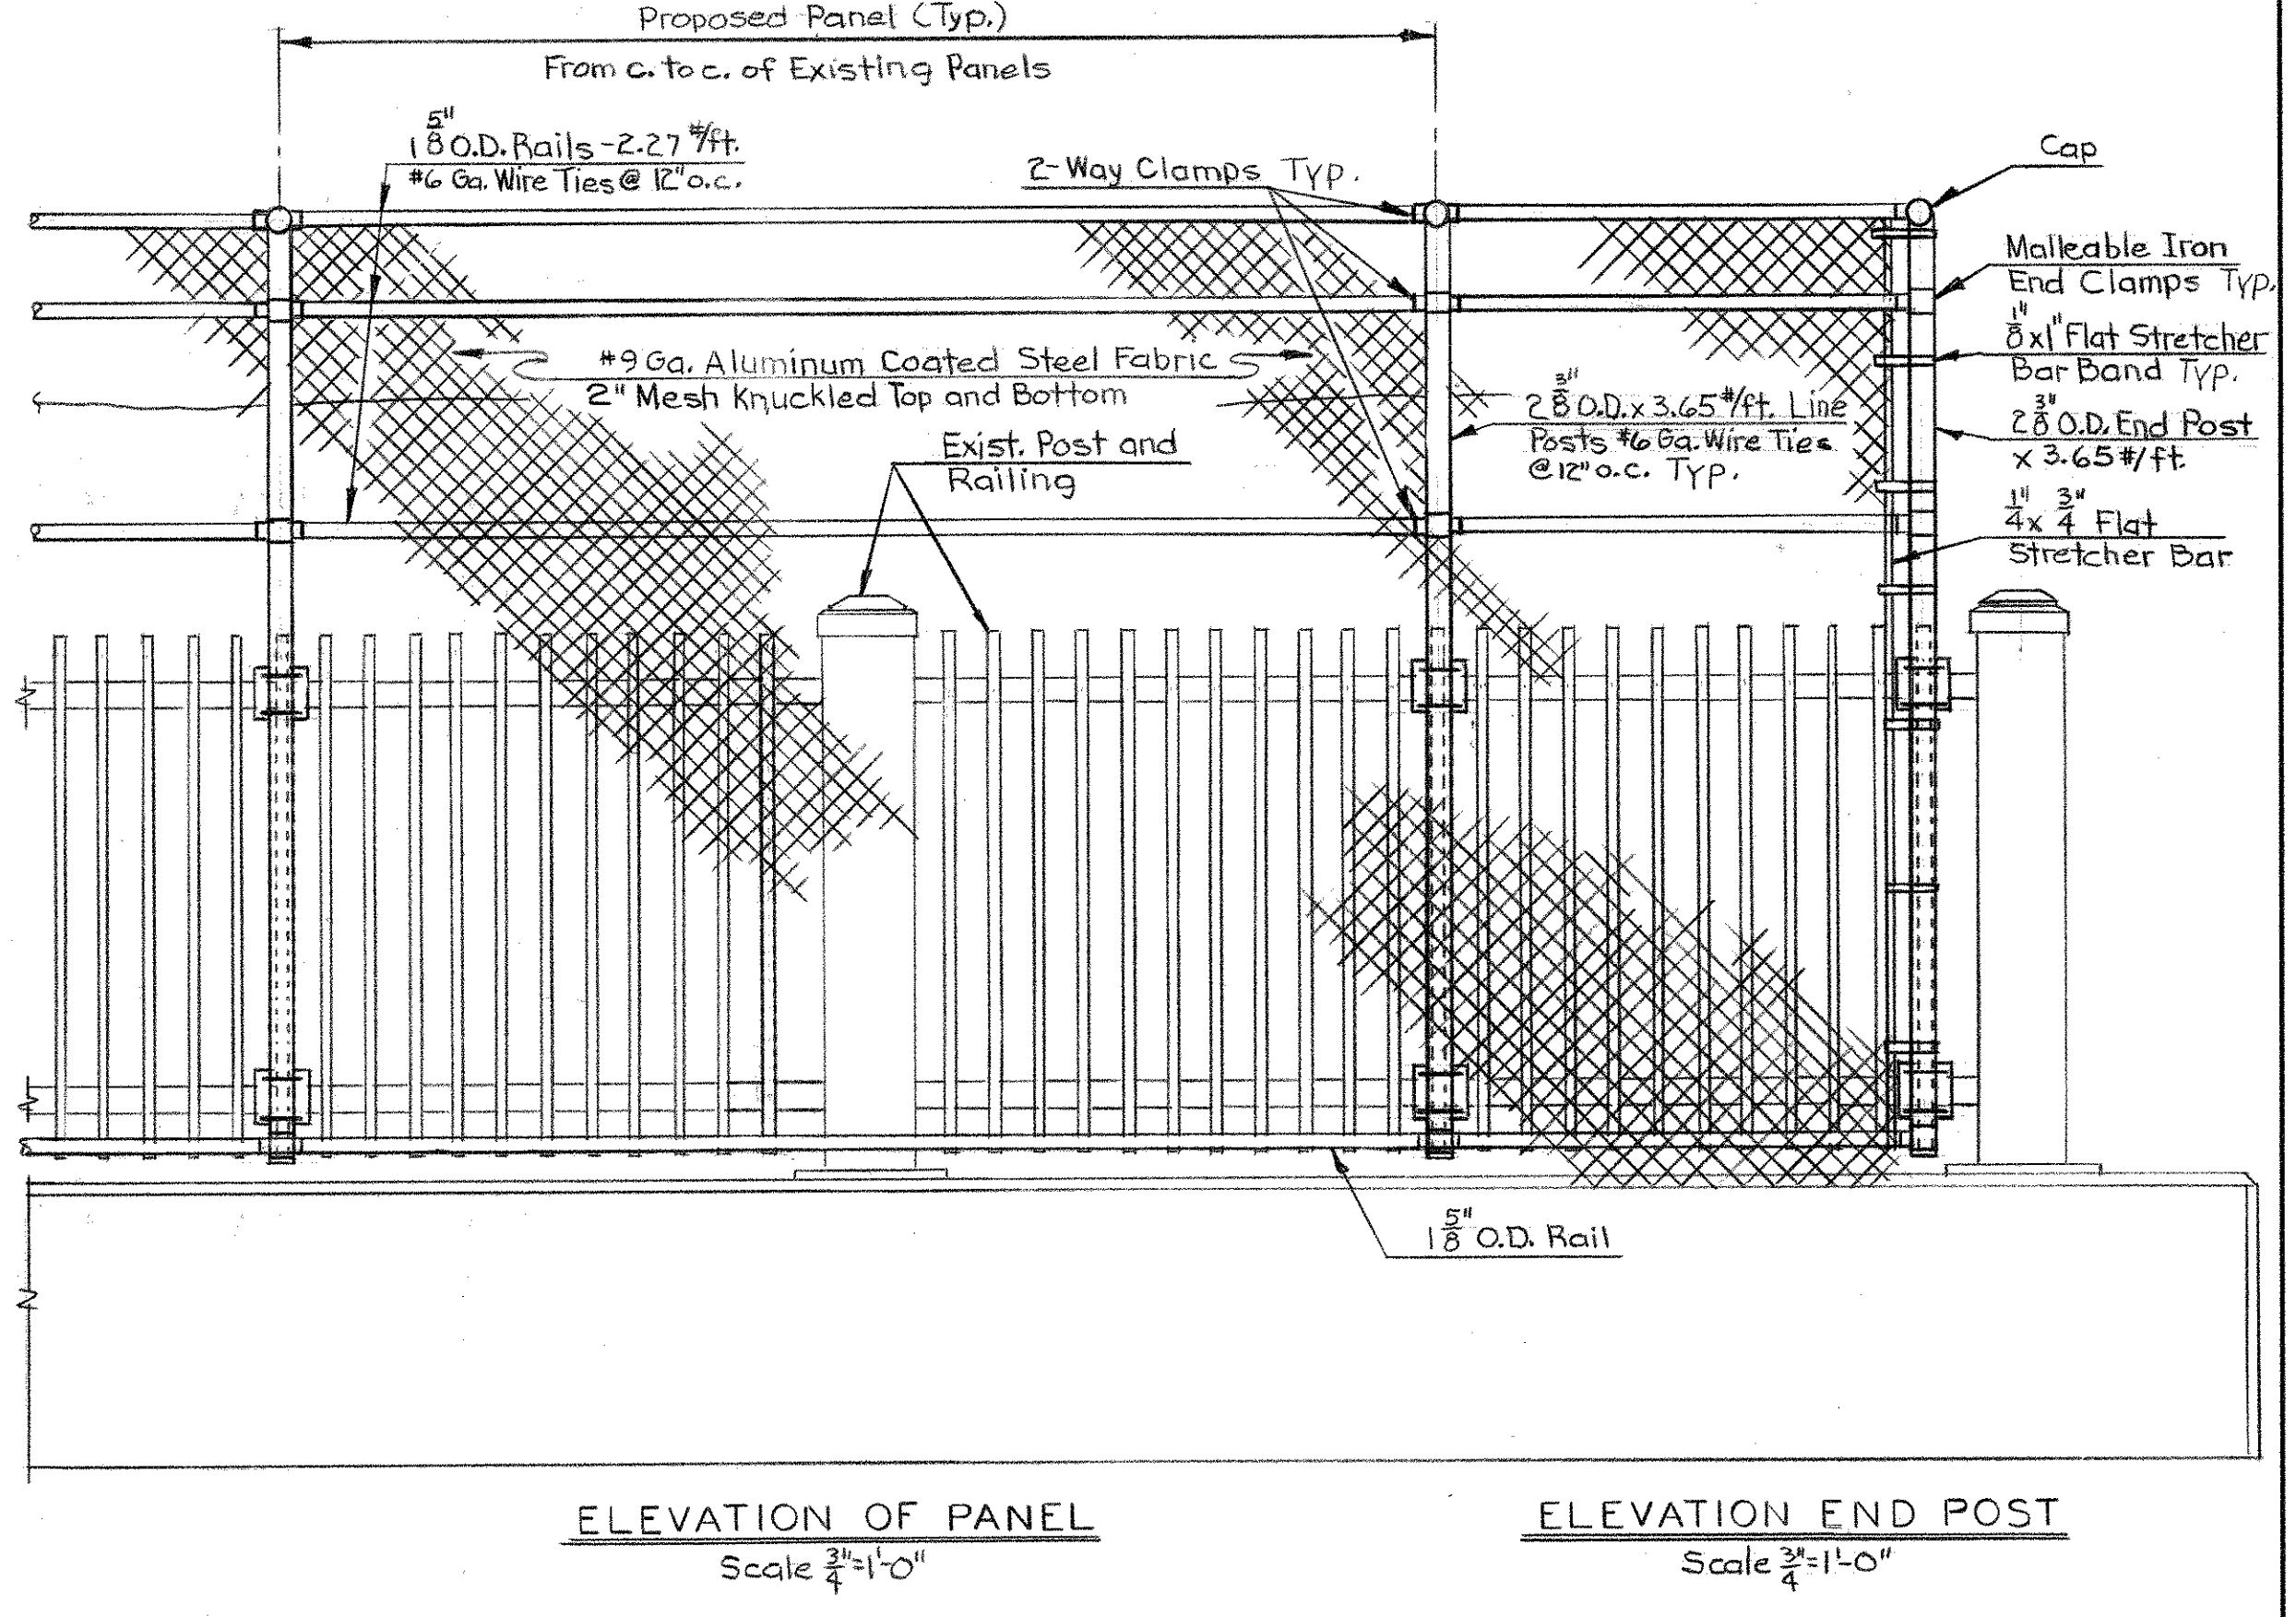 Proposed Panel (Typ.)
From c. to c. of Existing Panels
1 5/8" O.D. Rails - 2.27 #/ft.
#6 Ga. Wire Ties @ 12" o.c.
2-Way Clamps Typ.
Cap
Malleable Iron
End Clamps Typ.
1/8" x 1" Flat Stretcher
Bar Band Typ.
#9 Ga. Aluminum Coated Steel Fabric
2" Mesh Knuckled Top and Bottom
2 3/8" O.D. x 3.65 #/ft. Line
Posts #6 Ga. Wire Ties
@ 12" o.c. Typ.
2 3/8" O.D. End Post
x 3.65 #/ft.
Exist. Post and
Railing
1/4" x 3/4" Flat
Stretcher Bar
1 5/8" O.D. Rail
ELEVATION OF PANEL
Scale 3/4" = 1'-0"
ELEVATION END POST
Scale 3/4" = 1'-0"